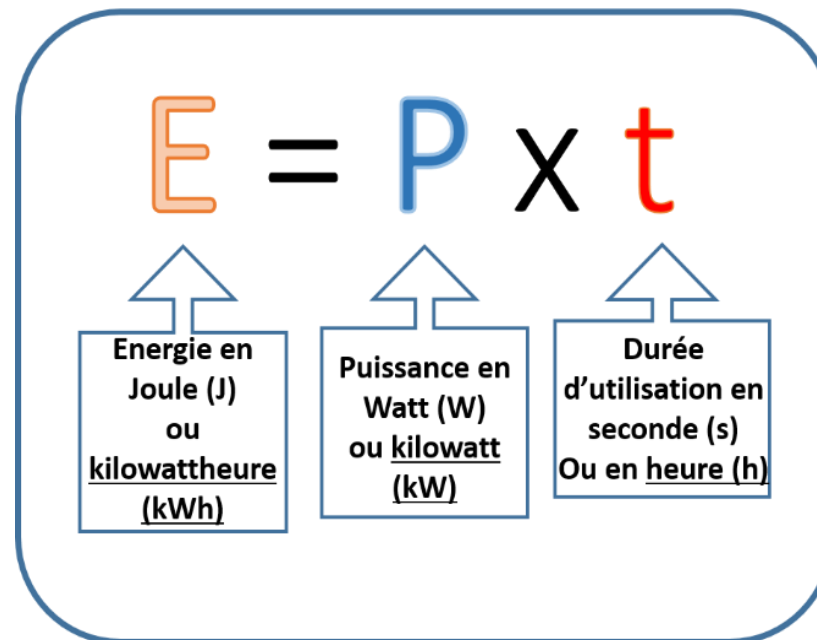 E = P x t
Energie en
Joule (J)
ou
kilowattheure
(kWh)
Puissance en
Watt (W)
ou kilowatt
(kW)
Durée
d’utilisation en
seconde (s)
Ou en heure (h)